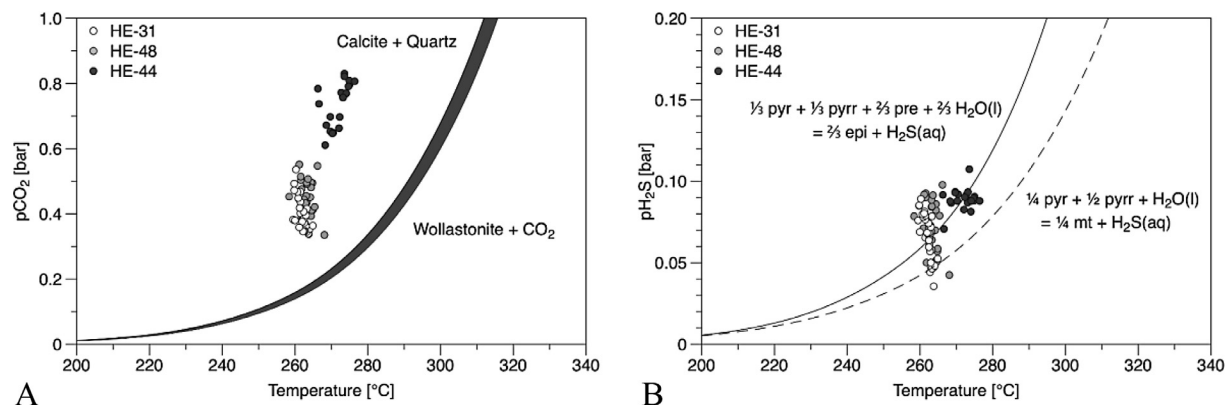 HE-31
HE-48
HE-44
Calcite + Quartz
Wollastonite + CO₂
pCO₂ [bar]
1.0
0.8
0.6
0.4
0.2
0
200 220 240 260 280 300 320 340
Temperature [°C]
A
HE-31
HE-48
HE-44
⅓ pyr + ⅓ pyrr + ⅔ pre + ⅔ H₂O(l)
= ⅔ epi + H₂S(aq)
¼ pyr + ½ pyrr + H₂O(l)
= ¼ mt + H₂S(aq)
pH₂S [bar]
0.20
0.15
0.10
0.05
0
200 220 240 260 280 300 320 340
Temperature [°C]
B